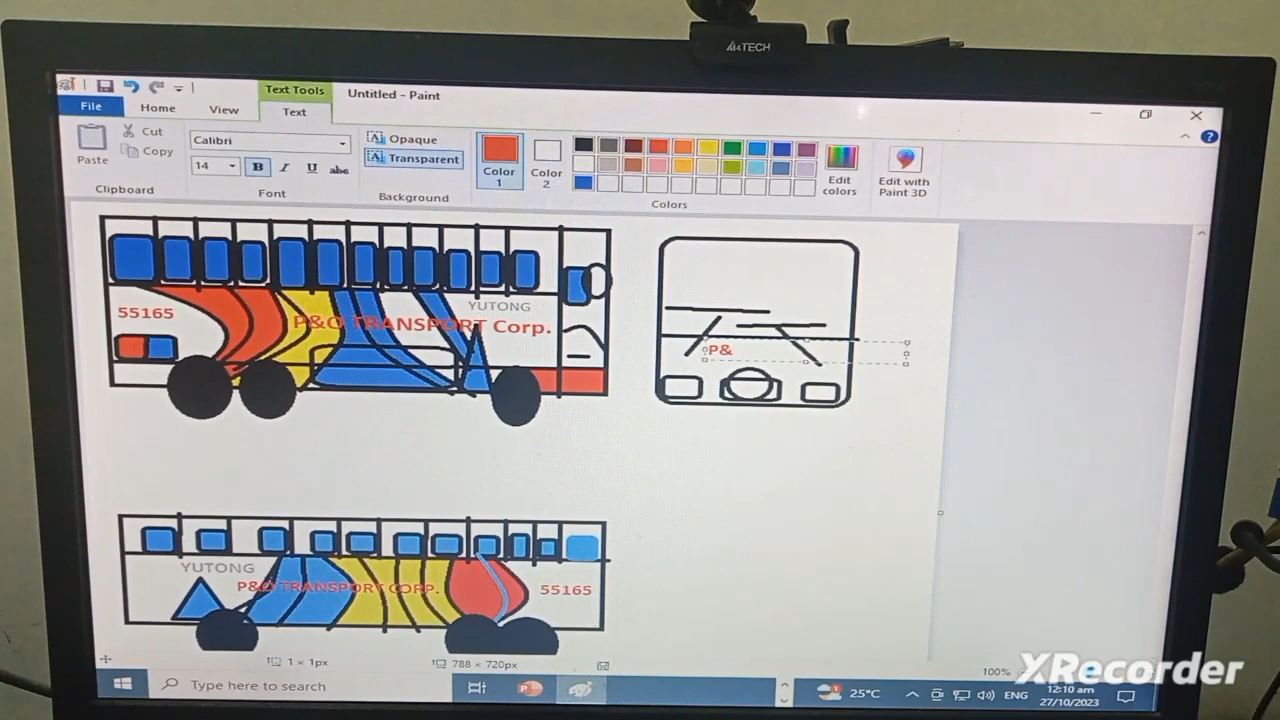 A4TECH
Text Tools
Untitled - Paint
File
Home
View
Text
Paste
Cut
Copy
Clipboard
Calibri
14
B I U abc
Font
Opaque
Transparent
Background
Color 1
Color 2
Edit colors
Colors
Edit with Paint 3D
55165
YUTONG
P&O TRANSPORT Corp.
P&
YUTONG
P&O TRANSPORT CORP.
55165
1 × 1px
788 × 720px
100%
Type here to search
25°C
ENG
12:10 am
27/10/2023
XRecorder